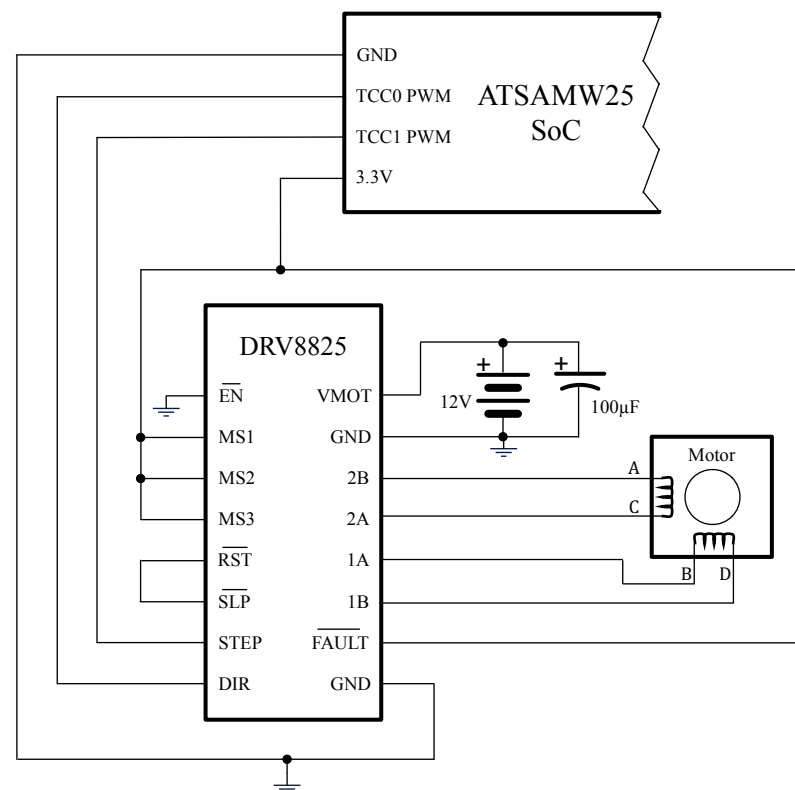 GND
TCC0 PWM
TCC1 PWM
3.3V
ATSAMW25
SoC
DRV8825
EN
MS1
MS2
MS3
RST
SLP
STEP
DIR
VMOT
GND
2B
2A
1A
1B
FAULT
GND
+
12V
+
100µF
Motor
A
C
B D